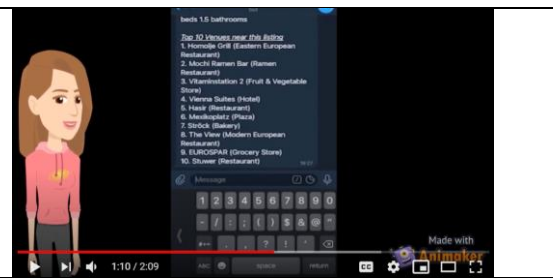 beds 1.5 bathrooms
Top 10 Venues near this listing
1. Homolje Grill (Eastern European
Restaurant)
2. Mochi Ramen Bar (Ramen
Restaurant)
3. Vitaminstation 2 (Fruit & Vegetable
Store)
4. Vienna Suites (Hotel)
5. Hasir (Restaurant)
6. Mexikoplatz (Plaza)
7. Ströck (Bakery)
8. The View (Modern European
Restaurant)
9. EUROSPAR (Grocery Store)
10. Stuwer (Restaurant)
Message
1 2 3 4 5 6 7 8 9 0
- / : ; ( ) $ & @ "
#+= . , ? ! '
ABC space return
Made with
Animaker
1:10 / 2:09
CC